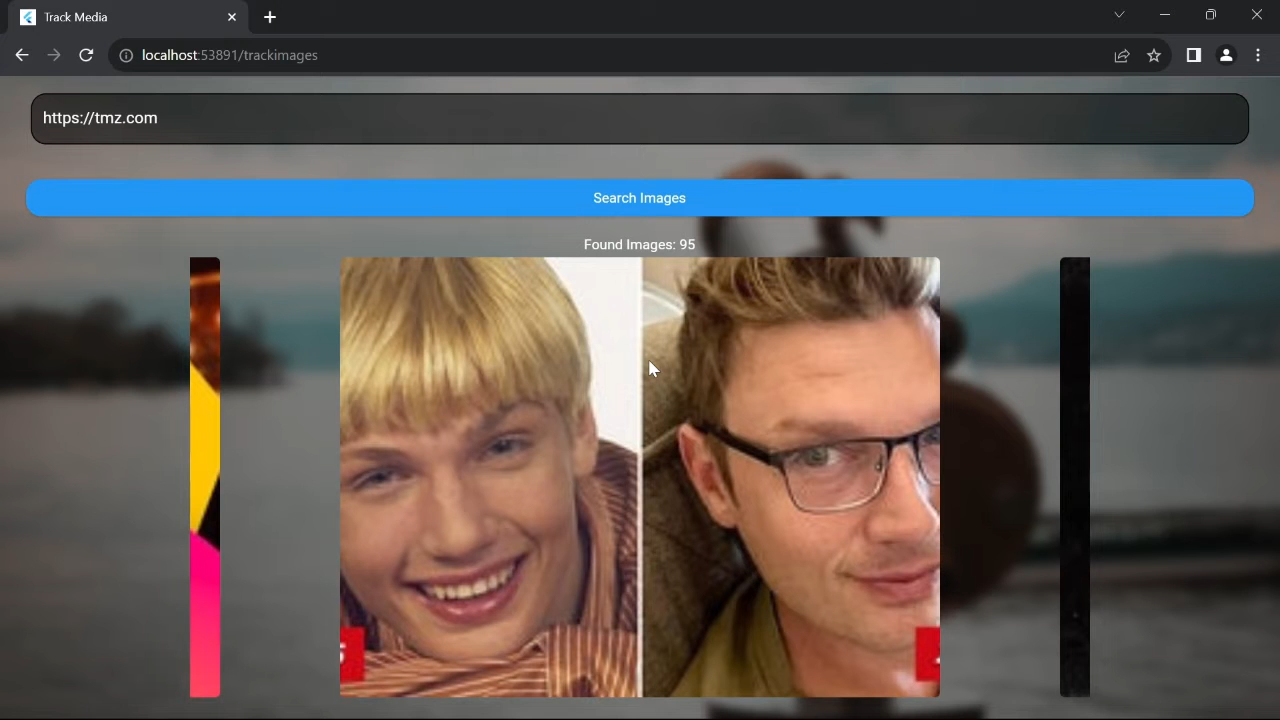 Track Media
localhost:53891/trackimages
https://tmz.com
Search Images
Found Images: 95